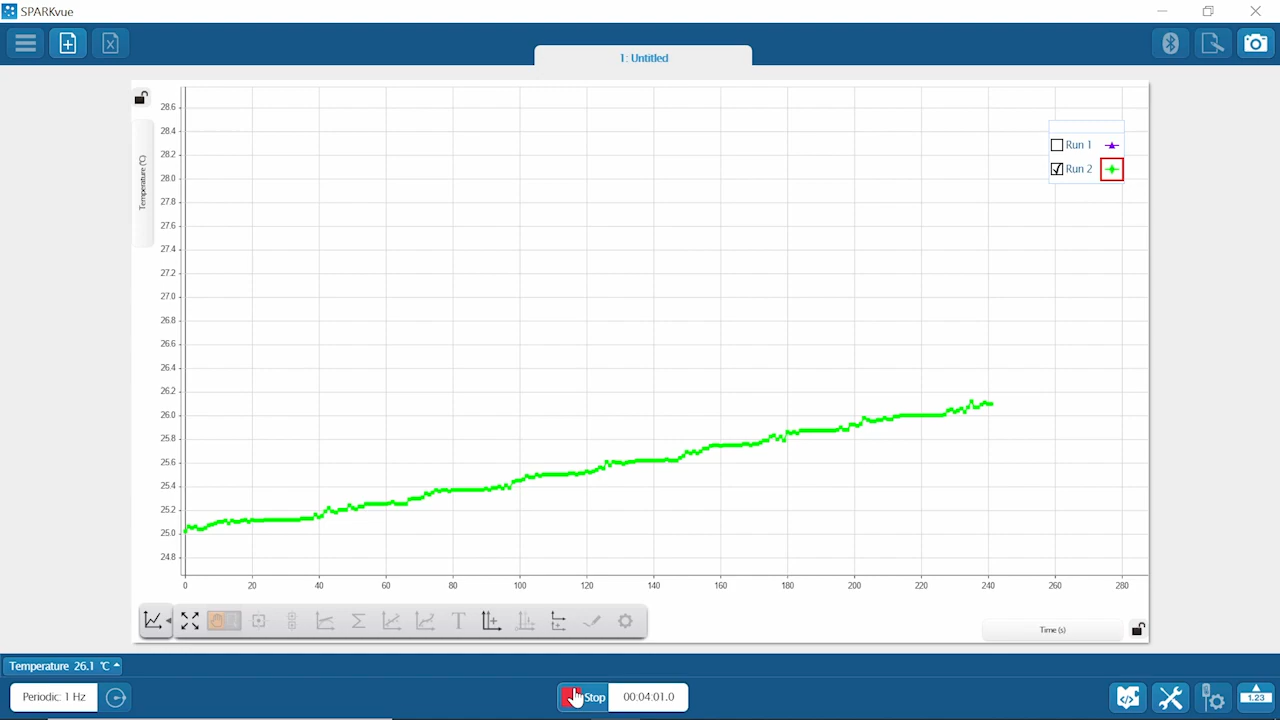 SPARKvue
1: Untitled
28.6
28.4
28.2
28.0
27.8
27.6
27.4
27.2
27.0
26.8
26.6
26.4
26.2
26.0
25.8
25.6
25.4
25.2
25.0
24.8
Temperature (°C)
Run 1
Run 2
0 20 40 60 80 100 120 140 160 180 200 220 240 260 280
Time (s)
Temperature 26.1 °C
Periodic: 1 Hz
Stop 00:04:01.0
1.23